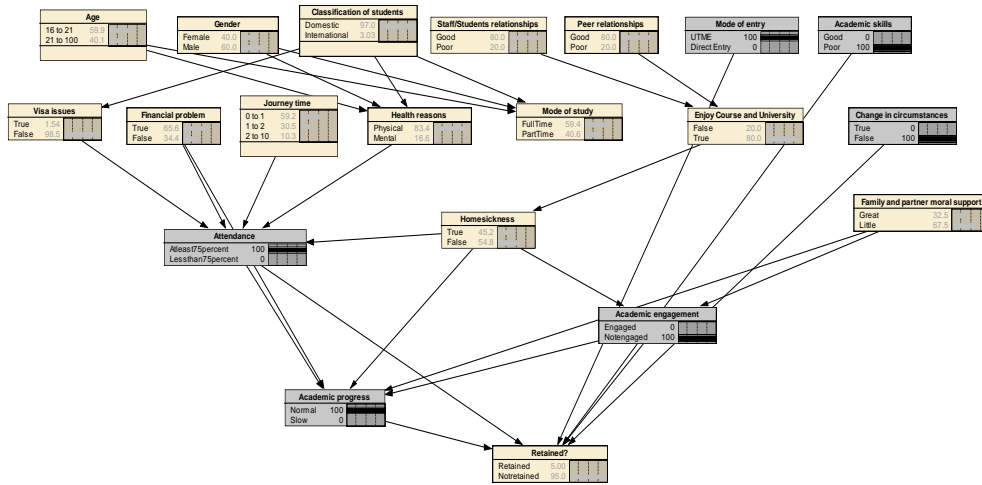 Age
16 to 21 59.9
21 to 100 40.1
Gender
Female 40.0
Male 60.0
Classification of students
Domestic 97.0
International 3.03
Staff/Students relationships
Good 80.0
Poor 20.0
Peer relationships
Good 80.0
Poor 20.0
Mode of entry
UTME 100
Direct Entry 0
Academic skills
Good 0
Poor 100
Visa issues
True 1.54
False 98.5
Financial problem
True 65.6
False 34.4
Journey time
0 to 1 59.2
1 to 2 30.5
2 to 10 10.3
Health reasons
Physical 83.4
Mental 16.6
Mode of study
FullTime 59.4
PartTime 40.6
Enjoy Course and University
False 20.0
True 80.0
Change in circumstances
True 0
False 100
Family and partner moral support
Great 32.5
Little 67.5
Homesickness
True 45.2
False 54.8
Attendance
Atleast75percent 100
Lessthan75percent 0
Academic engagement
Engaged 0
Notengaged 100
Academic progress
Normal 100
Slow 0
Retained?
Retained 5.00
Notretained 95.0